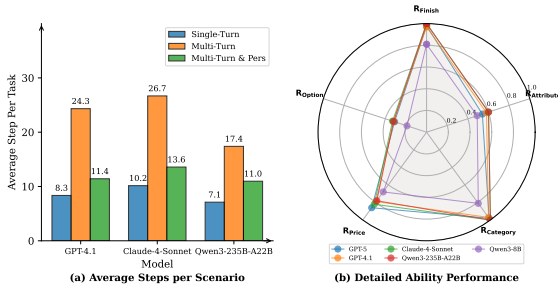 Single-Turn
Multi-Turn
Multi-Turn & Pers
Average Step Per Task
30
20
10
0
8.3
24.3
11.4
10.2
26.7
13.6
7.1
17.4
11.0
GPT-4.1
Claude-4-Sonnet
Qwen3-235B-A22B
Model
(a) Average Steps per Scenario
RFinish
RAttribute
ROption
RPrice
RCategory
0.2
0.4
0.6
0.8
1.0
GPT-5
GPT-4.1
Claude-4-Sonnet
Qwen3-235B-A22B
Qwen3-8B
(b) Detailed Ability Performance